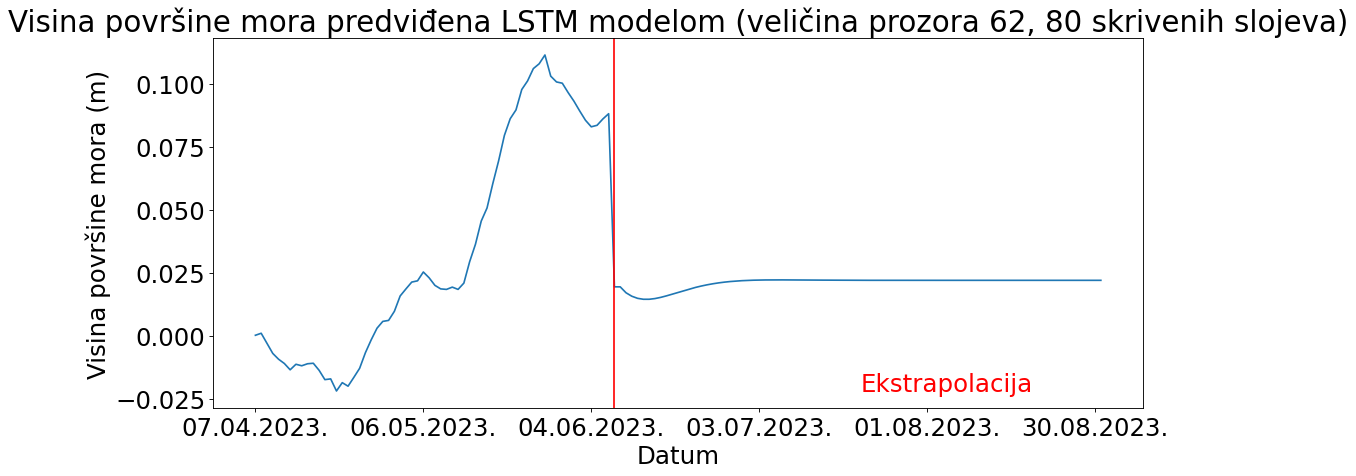 Visina površine mora predviđena LSTM modelom (veličina prozora 62, 80 skrivenih slojeva)
Visina površine mora (m)
0.100
0.075
0.050
0.025
0.000
−0.025
Ekstrapolacija
07.04.2023. 06.05.2023. 04.06.2023. 03.07.2023. 01.08.2023. 30.08.2023.
Datum